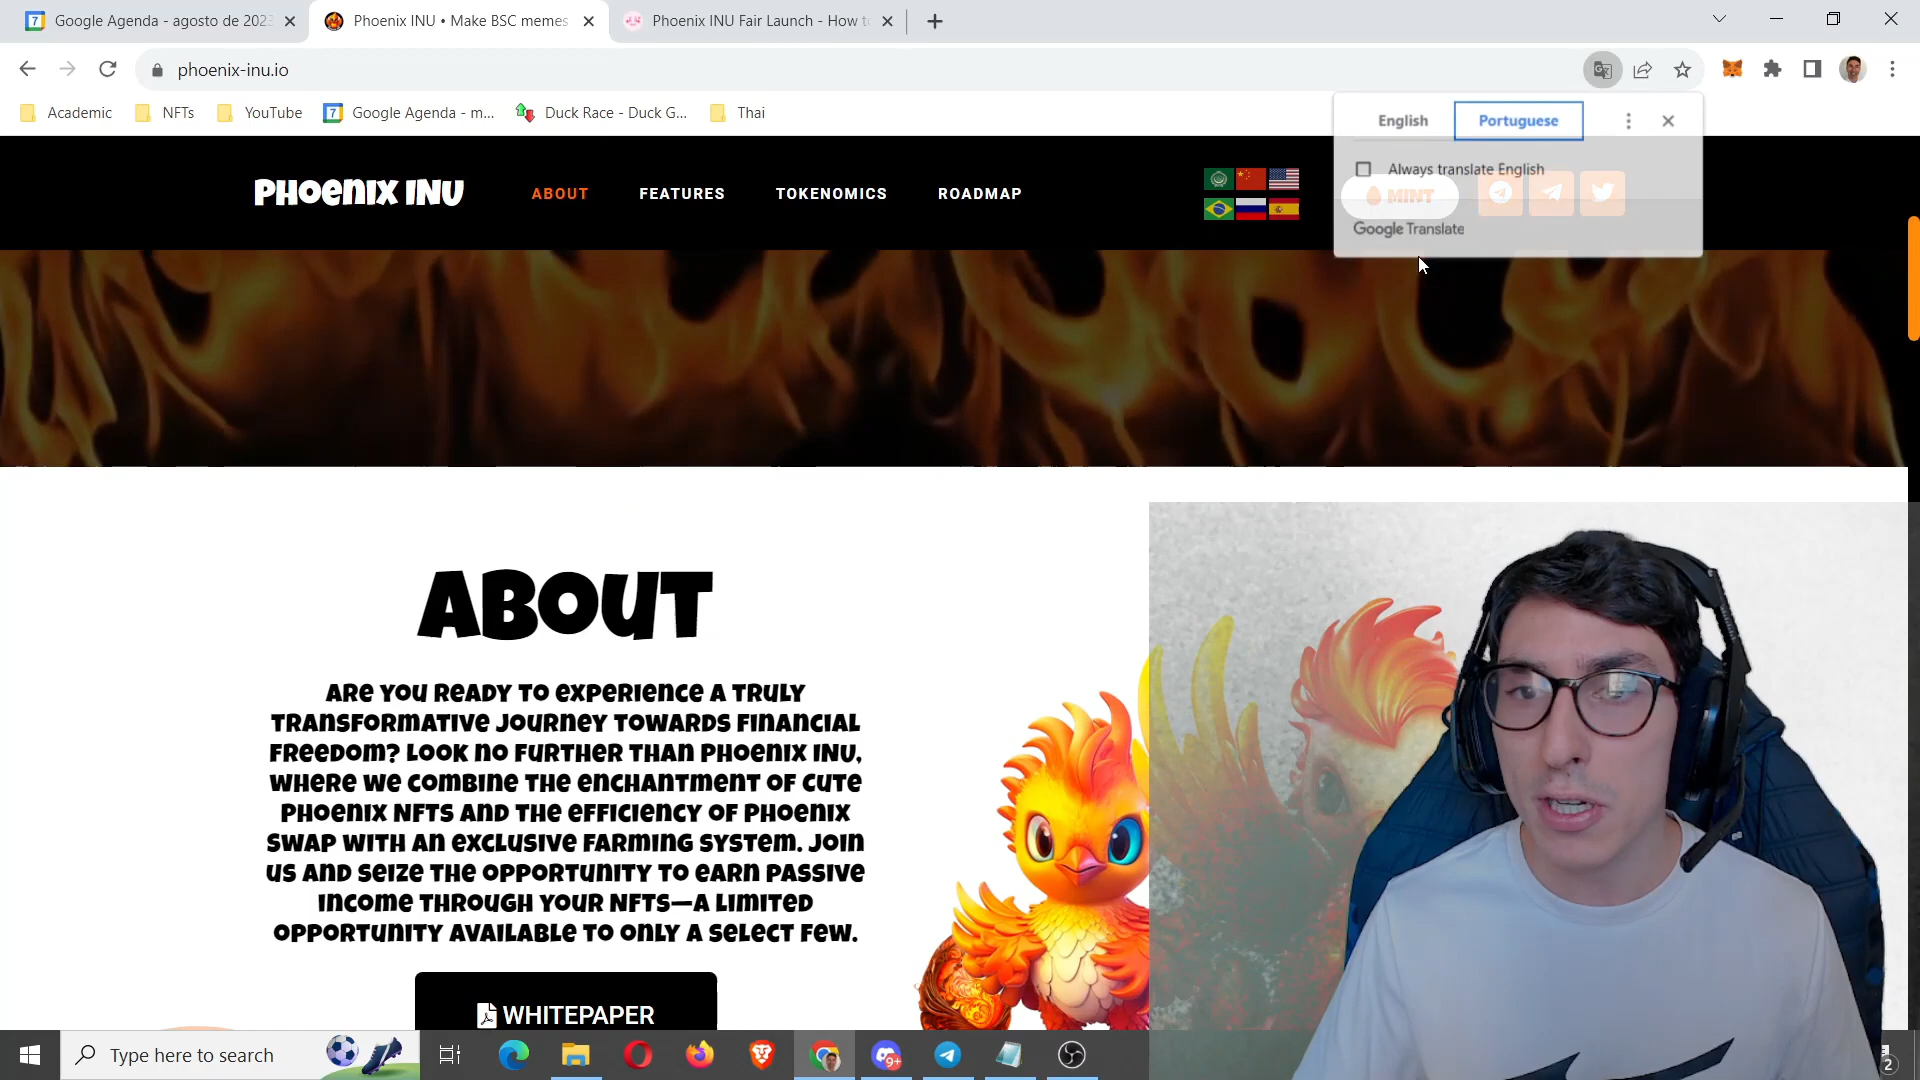 Google Agenda - agosto de 2023
Phoenix INU • Make BSC memes
Phoenix INU Fair Launch - How to
phoenix-inu.io
Academic
NFTs
YouTube
Google Agenda - m...
Duck Race - Duck G...
Thai
English
Portuguese
Always translate English
Google Translate
PHOENIX INU
ABOUT
FEATURES
TOKENOMICS
ROADMAP
MINT
ABOUT
ARE YOU READY TO EXPERIENCE A TRULY
TRANSFORMATIVE JOURNEY TOWARDS FINANCIAL
FREEDOM? LOOK NO FURTHER THAN PHOENIX INU,
WHERE WE COMBINE THE ENCHANTMENT OF CUTE
PHOENIX NFTS AND THE EFFICIENCY OF PHOENIX
SWAP WITH AN EXCLUSIVE FARMING SYSTEM. JOIN
US AND SEIZE THE OPPORTUNITY TO EARN PASSIVE
INCOME THROUGH YOUR NFTS—A LIMITED
OPPORTUNITY AVAILABLE TO ONLY A SELECT FEW.
WHITEPAPER
Type here to search
9+
2